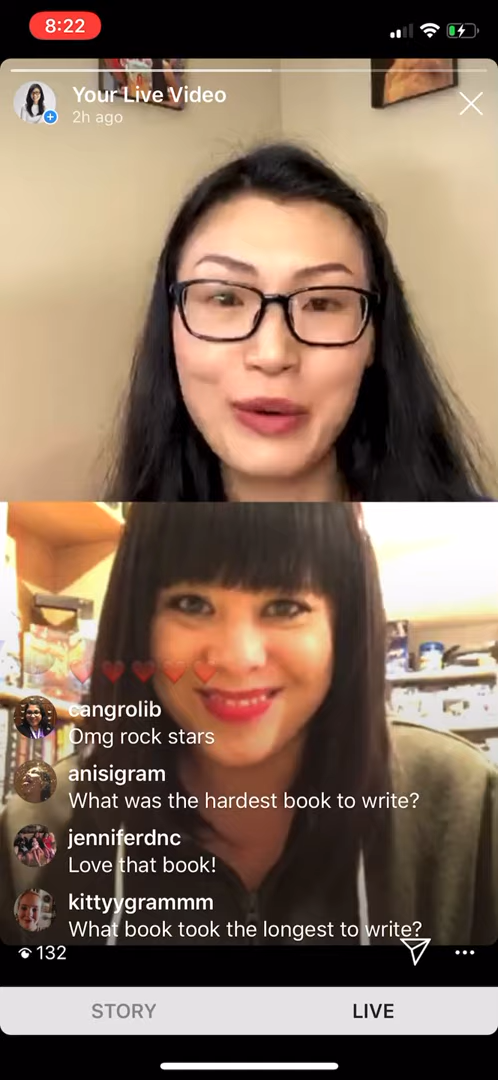 8:22
Your Live Video
2h ago
cangrolib
Omg rock stars
anisigram
What was the hardest book to write?
jenniferdnc
Love that book!
kittyygrammm
What book took the longest to write?
132
STORY
LIVE